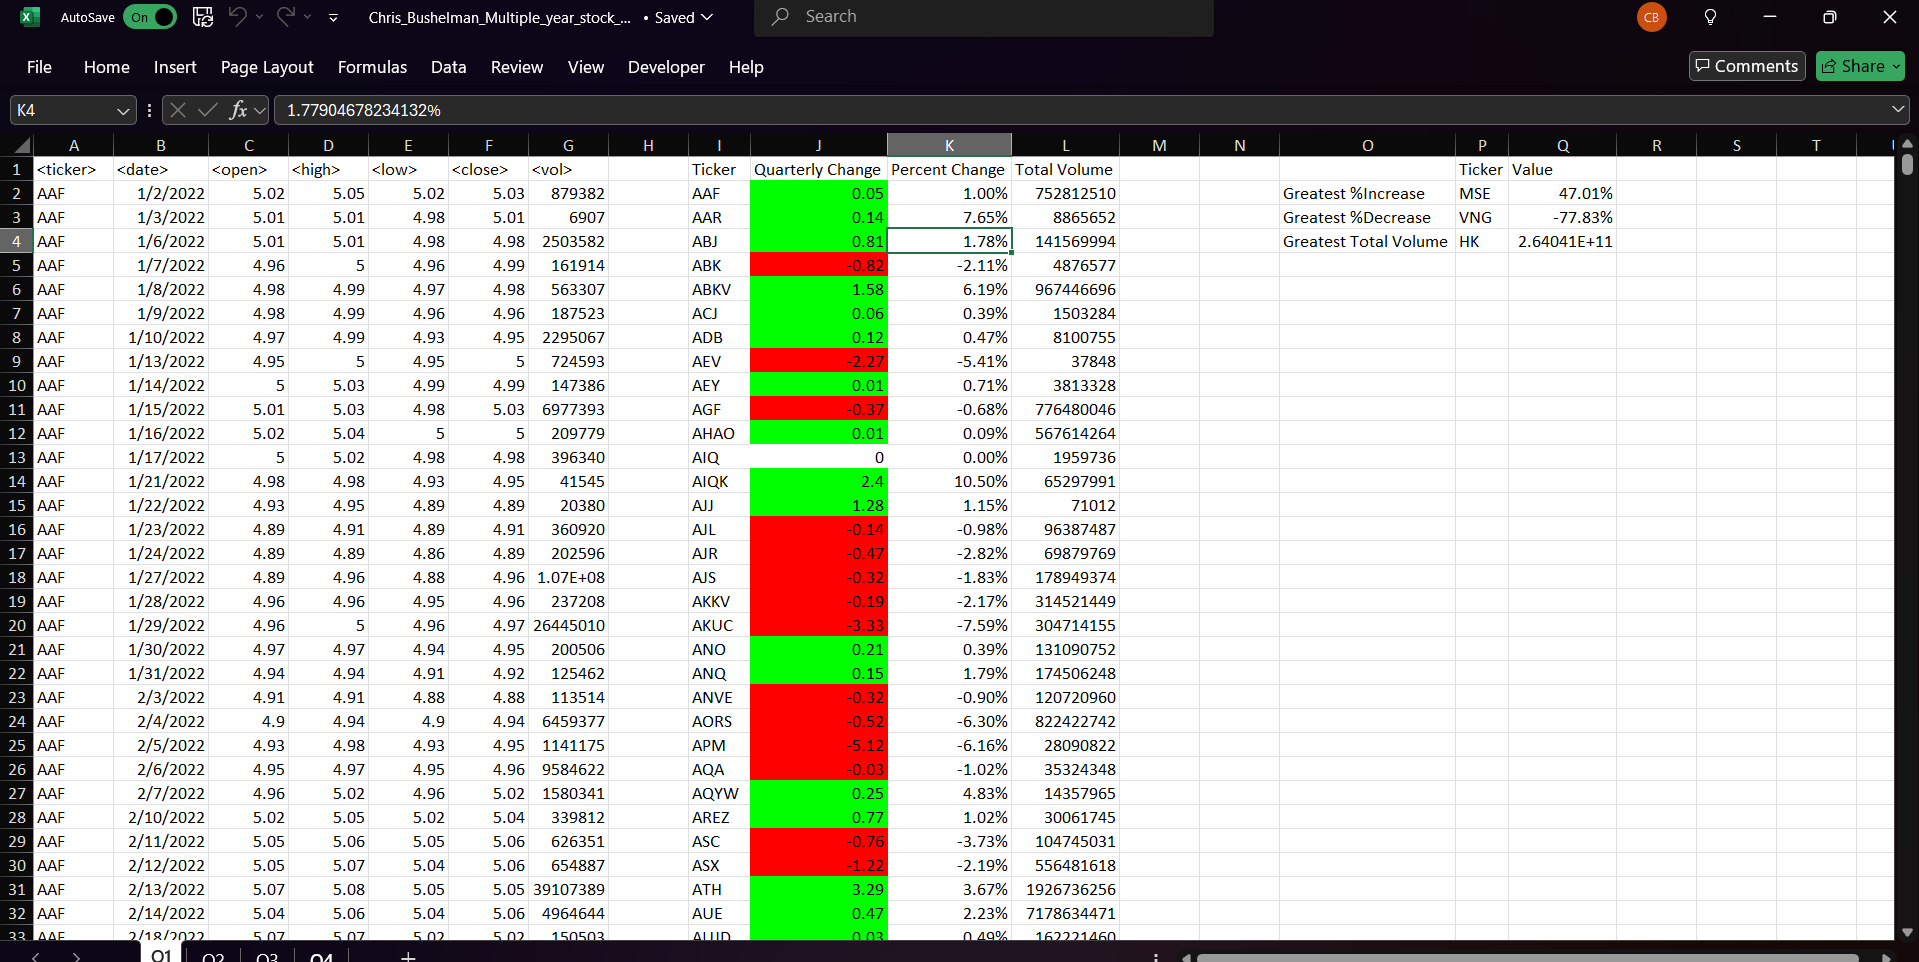 AutoSave On Chris_Bushelman_Multiple_year_stock_... • Saved Search CB
File Home Insert Page Layout Formulas Data Review View Developer Help Comments Share
K4 fx 1.77904678234132%
A B C D E F G H I J K L M N O P Q R S T
1 <ticker> <date> <open> <high> <low> <close> <vol> Ticker Quarterly Change Percent Change Total Volume Ticker Value
2 AAF 1/2/2022 5.02 5.05 5.02 5.03 879382 AAF 0.05 1.00% 752812510 Greatest %Increase MSE 47.01%
3 AAF 1/3/2022 5.01 5.01 4.98 5.01 6907 AAR 0.14 7.65% 8865652 Greatest %Decrease VNG -77.83%
4 AAF 1/6/2022 5.01 5.01 4.98 4.98 2503582 ABJ 0.81 1.78% 141569994 Greatest Total Volume HK 2.64041E+11
5 AAF 1/7/2022 4.96 5 4.96 4.99 161914 ABK -0.82 -2.11% 4876577
6 AAF 1/8/2022 4.98 4.99 4.97 4.98 563307 ABKV 1.58 6.19% 967446696
7 AAF 1/9/2022 4.98 4.99 4.96 4.96 187523 ACJ 0.06 0.39% 1503284
8 AAF 1/10/2022 4.97 4.99 4.93 4.95 2295067 ADB 0.12 0.47% 8100755
9 AAF 1/13/2022 4.95 5 4.95 5 724593 AEV -2.27 -5.41% 37848
10 AAF 1/14/2022 5 5.03 4.99 4.99 147386 AEY 0.01 0.71% 3813328
11 AAF 1/15/2022 5.01 5.03 4.98 5.03 6977393 AGF -0.37 -0.68% 776480046
12 AAF 1/16/2022 5.02 5.04 5 5 209779 AHAO 0.01 0.09% 567614264
13 AAF 1/17/2022 5 5.02 4.98 4.98 396340 AIQ 0 0.00% 1959736
14 AAF 1/21/2022 4.98 4.98 4.93 4.95 41545 AIQK 2.4 10.50% 65297991
15 AAF 1/22/2022 4.93 4.95 4.89 4.89 20380 AJJ 1.28 1.15% 71012
16 AAF 1/23/2022 4.89 4.91 4.89 4.91 360920 AJL -0.14 -0.98% 96387487
17 AAF 1/24/2022 4.89 4.89 4.86 4.89 202596 AJR -0.47 -2.82% 69879769
18 AAF 1/27/2022 4.89 4.96 4.88 4.96 1.07E+08 AJS -0.32 -1.83% 178949374
19 AAF 1/28/2022 4.96 4.96 4.95 4.96 237208 AKKV -0.19 -2.17% 314521449
20 AAF 1/29/2022 4.96 5 4.96 4.97 26445010 AKUC -3.33 -7.59% 304714155
21 AAF 1/30/2022 4.97 4.97 4.94 4.95 200506 ANO 0.21 0.39% 131090752
22 AAF 1/31/2022 4.94 4.94 4.91 4.92 125462 ANQ 0.15 1.79% 174506248
23 AAF 2/3/2022 4.91 4.91 4.88 4.88 113514 ANVE -0.32 -0.90% 120720960
24 AAF 2/4/2022 4.9 4.94 4.9 4.94 6459377 AORS -0.52 -6.30% 822422742
25 AAF 2/5/2022 4.93 4.98 4.93 4.95 1141175 APM -5.12 -6.16% 28090822
26 AAF 2/6/2022 4.95 4.97 4.95 4.96 9584622 AQA -0.03 -1.02% 35324348
27 AAF 2/7/2022 4.96 5.02 4.96 5.02 1580341 AQYW 0.25 4.83% 14357965
28 AAF 2/10/2022 5.02 5.05 5.02 5.04 339812 AREZ 0.77 1.02% 30061745
29 AAF 2/11/2022 5.05 5.06 5.05 5.06 626351 ASC -0.76 -3.73% 104745031
30 AAF 2/12/2022 5.05 5.07 5.04 5.06 654887 ASX -1.22 -2.19% 556481618
31 AAF 2/13/2022 5.07 5.08 5.05 5.05 39107389 ATH 3.29 3.67% 1926736256
32 AAF 2/14/2022 5.04 5.06 5.04 5.06 4964644 AUE 0.47 2.23% 7178634471
33 AAF 2/18/2022 5.07 5.07 5.02 5.02 150503 0.03 0.49% 162221460
Q1 Q2 Q3 Q4